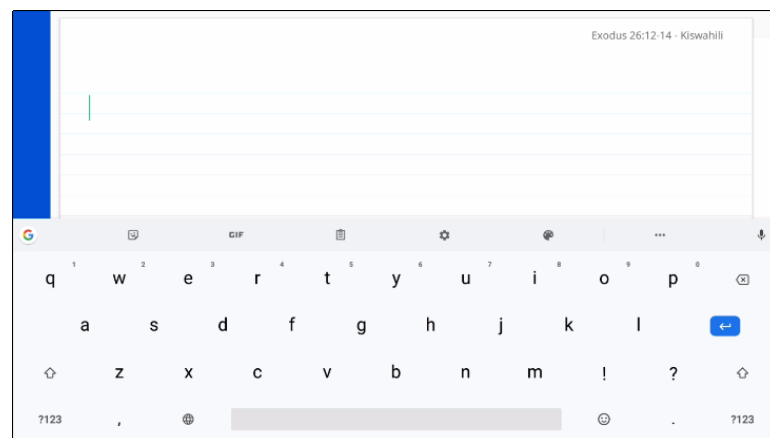 Exodus 26:12-14 - Kiswahili
GIF
1 2 3 4 5 6 7 8 9 0
q w e r t y u i o p
a s d f g h j k l
z x c v b n m ! ?
?123 , . ?123